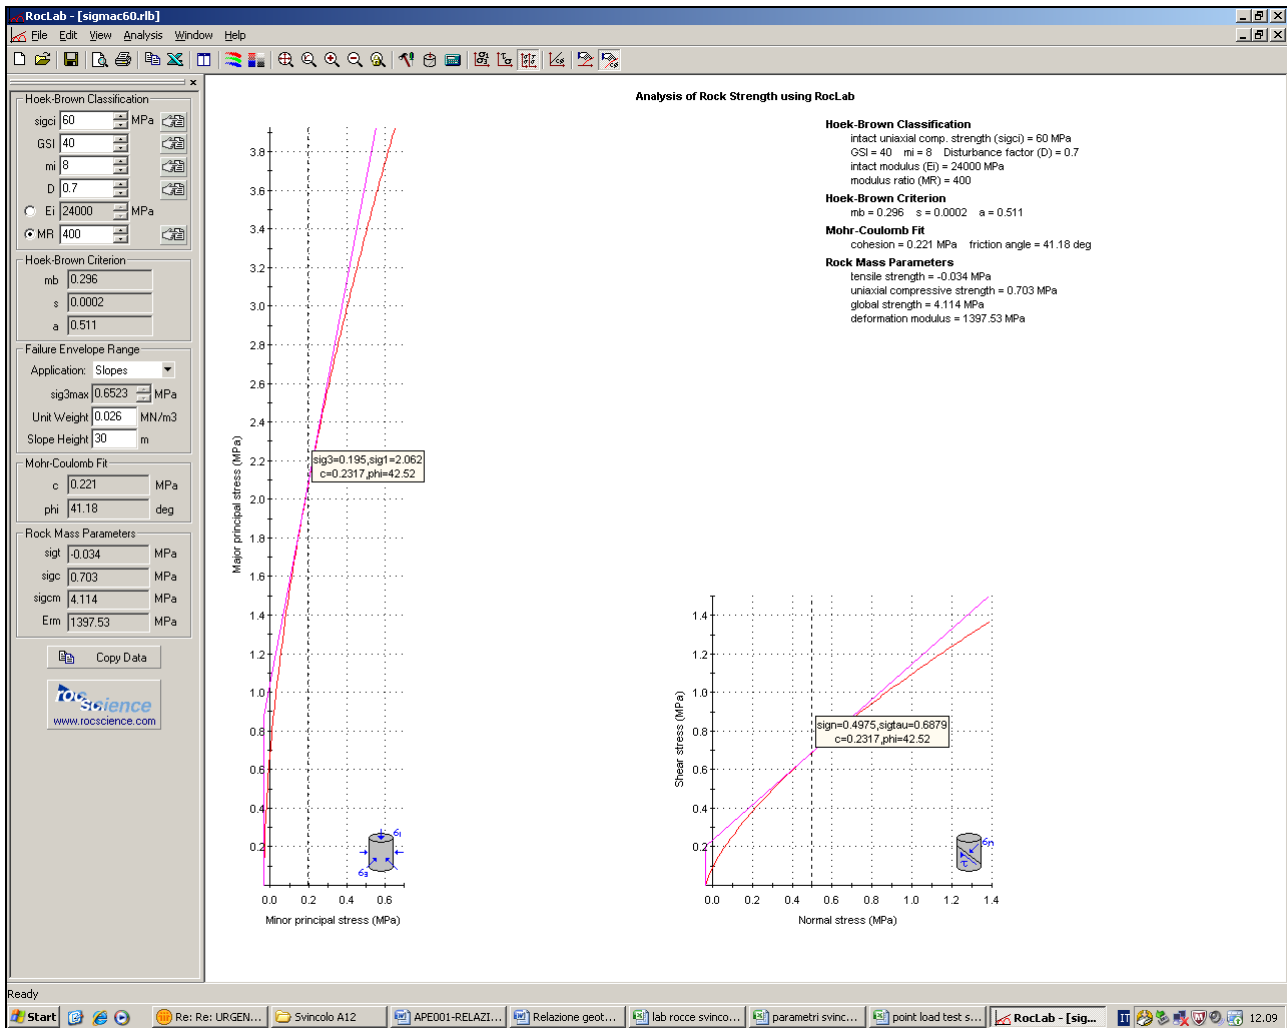 RocLab - [sigmac60.rlb]
File Edit View Analysis Window Help
Hoek-Brown Classification
sigci 60 MPa
GSI 40
mi 8
D 0.7
Ei 24000 MPa
MR 400
Hoek-Brown Criterion
mb 0.296
s 0.0002
a 0.511
Failure Envelope Range
Application: Slopes
sig3max 0.6523 MPa
Unit Weight 0.026 MN/m3
Slope Height 30 m
Mohr-Coulomb Fit
c 0.221 MPa
phi 41.18 deg
Rock Mass Parameters
sigt -0.034 MPa
sigc 0.703 MPa
sigcm 4.114 MPa
Erm 1397.53 MPa
Copy Data
rocscience
www.rocscience.com
Analysis of Rock Strength using RocLab
Hoek-Brown Classification
intact uniaxial comp. strength (sigci) = 60 MPa
GSI = 40 mi = 8 Disturbance factor (D) = 0.7
intact modulus (Ei) = 24000 MPa
modulus ratio (MR) = 400
Hoek-Brown Criterion
mb = 0.296 s = 0.0002 a = 0.511
Mohr-Coulomb Fit
cohesion = 0.221 MPa friction angle = 41.18 deg
Rock Mass Parameters
tensile strength = -0.034 MPa
uniaxial compressive strength = 0.703 MPa
global strength = 4.114 MPa
deformation modulus = 1397.53 MPa
3.8
3.6
3.4
3.2
3.0
2.8
2.6
2.4
2.2
2.0
1.8
1.6
1.4
1.2
1.0
0.8
0.6
0.4
0.2
Major principal stress (MPa)
sig3=0.195,sig1=2.062
c=0.2317,phi=42.52
σ1
σ3
0.0 0.2 0.4 0.6
Minor principal stress (MPa)
1.4
1.2
1.0
0.8
0.6
0.4
0.2
Shear stress (MPa)
sign=0.4975,sigtau=0.6879
c=0.2317,phi=42.52
σn
τ
0.0 0.2 0.4 0.6 0.8 1.0 1.2 1.4
Normal stress (MPa)
Ready
Start Re: Re: URGEN... Svincolo A12 APE001-RELAZI... Relazione geot... lab rocce svinco... parametri svinc... point load test s... RocLab - [sig... IT 12.09